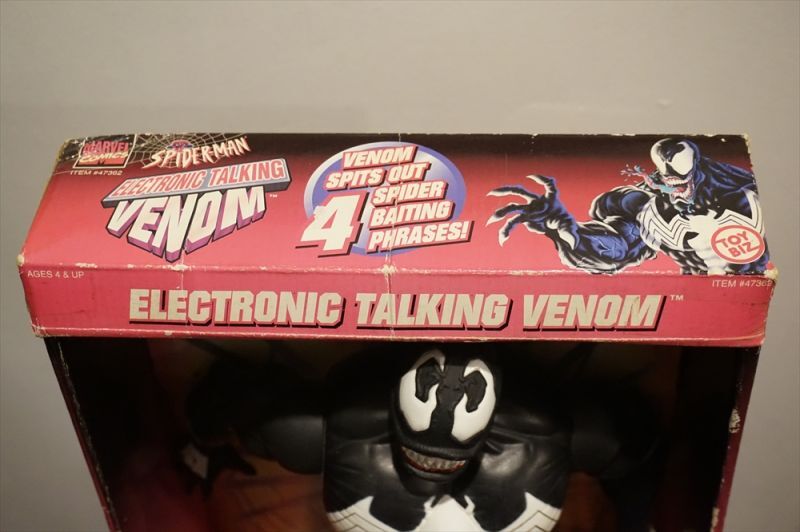 MARVEL
COMICS
ITEM #47362
SPIDER-MAN
ELECTRONIC TALKING
VENOM™
VENOM
SPITS OUT
4 SPIDER
BAITING
PHRASES!
TOY
BIZ
AGES 4 & UP
ITEM #47362
ELECTRONIC TALKING VENOM™